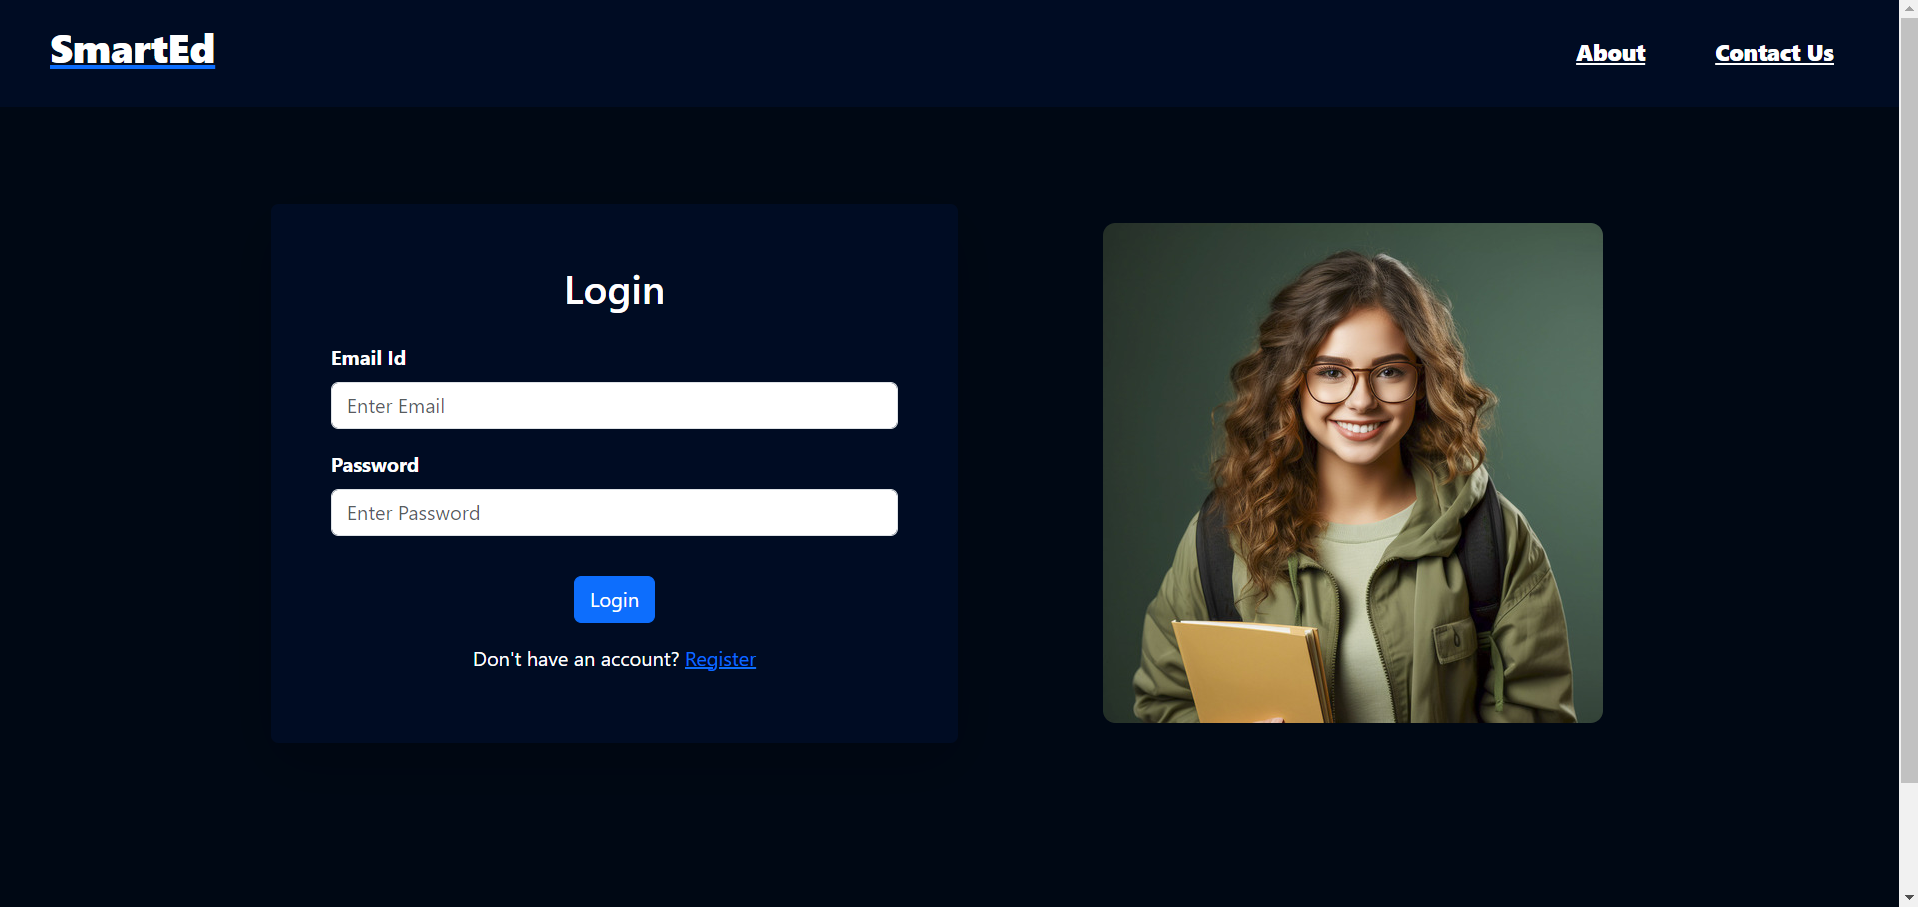 SmartEd
About
Contact Us
Login
Email Id
Enter Email
Password
Enter Password
Login
Don't have an account? Register